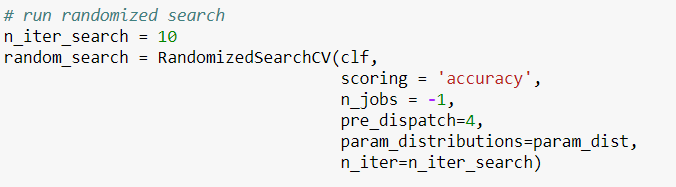 # run randomized search
n_iter_search = 10
random_search = RandomizedSearchCV(clf,
scoring = 'accuracy',
n_jobs = -1,
pre_dispatch=4,
param_distributions=param_dist,
n_iter=n_iter_search)